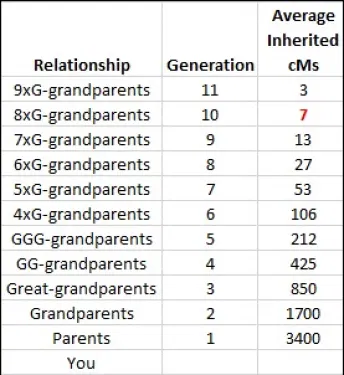 Relationship Generation Average Inherited cMs
9xG-grandparents 11 3
8xG-grandparents 10 7
7xG-grandparents 9 13
6xG-grandparents 8 27
5xG-grandparents 7 53
4xG-grandparents 6 106
GGG-grandparents 5 212
GG-grandparents 4 425
Great-grandparents 3 850
Grandparents 2 1700
Parents 1 3400
You